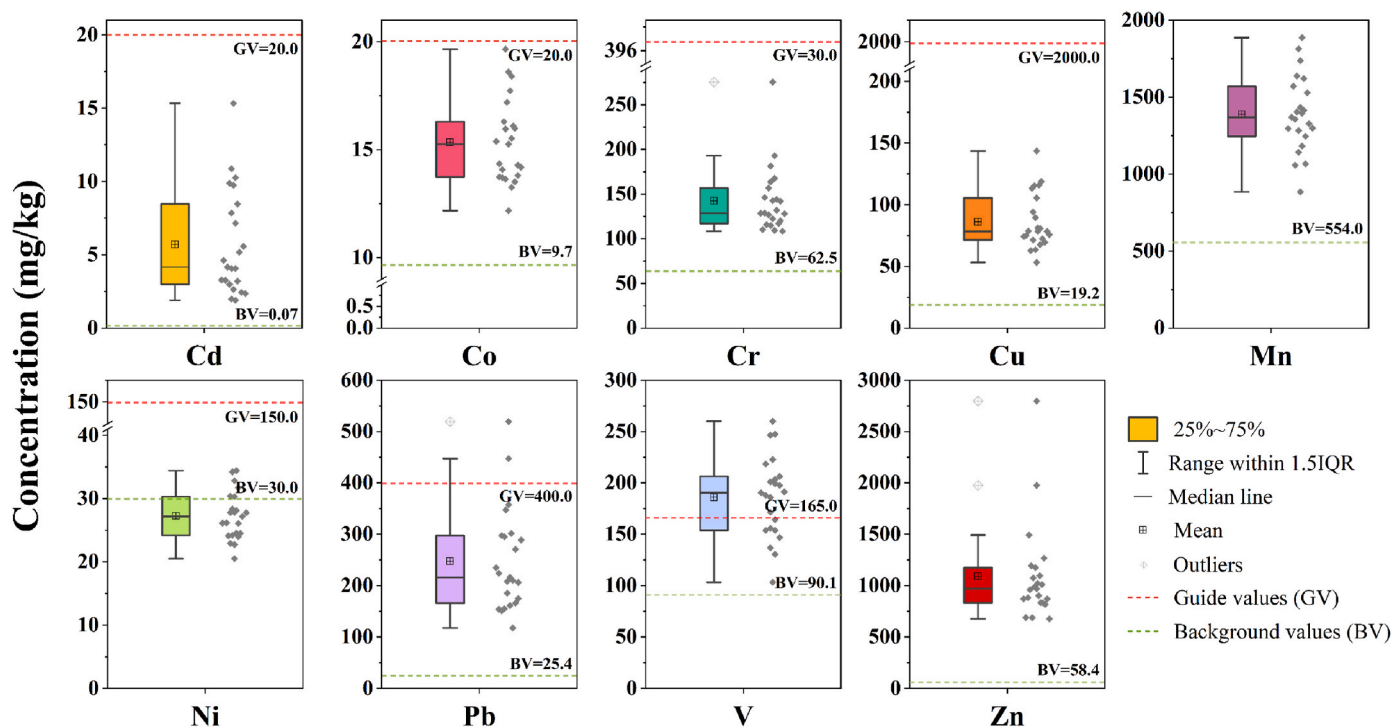 Concentration (mg/kg)
20
15
10
5
0
GV=20.0
BV=0.07
Cd
20
15
10
0.5
0.0
GV=20.0
BV=9.7
Co
396
250
200
150
100
50
0
GV=30.0
BV=62.5
Cr
2000
200
150
100
50
0
GV=2000.0
BV=19.2
Cu
2000
1500
1000
500
0
BV=554.0
Mn
150
40
30
20
10
0
GV=150.0
BV=30.0
Ni
600
500
400
300
200
100
0
GV=400.0
BV=25.4
Pb
300
250
200
150
100
50
0
GV=165.0
BV=90.1
V
3000
2500
2000
1500
1000
500
0
BV=58.4
Zn
25%~75%
Range within 1.5IQR
Median line
Mean
Outliers
Guide values (GV)
Background values (BV)